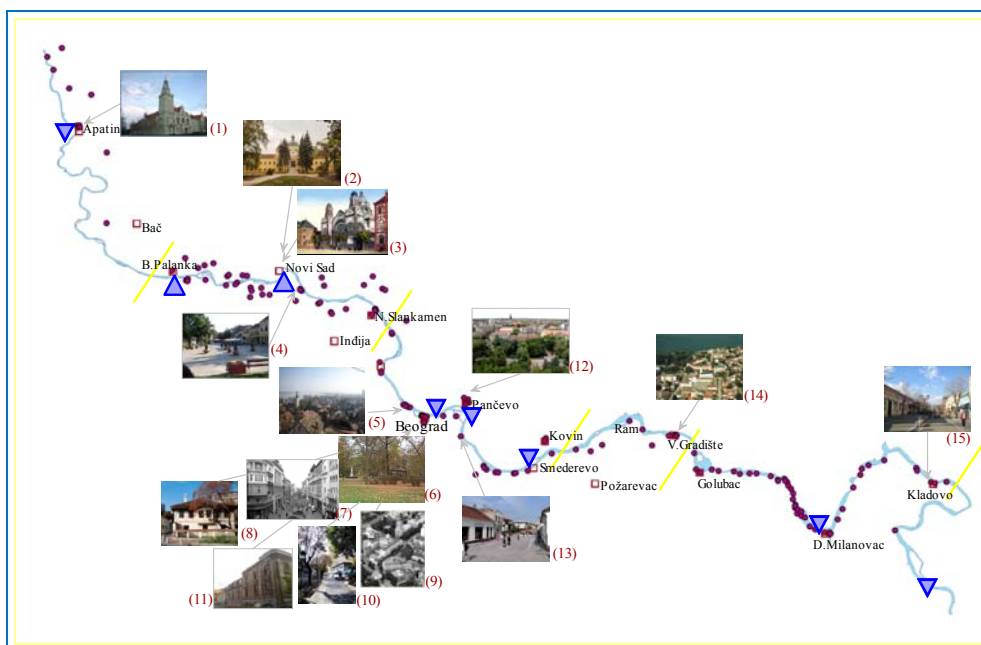 Apatin
(1)
(2)
Bač
(3)
B.Palanka
Novi Sad
N.Slankamen
Inđija
(4)
(12)
(14)
(15)
Pančevo
(5)
Beograd
Ram
Kovin
V.Gradište
Smederevo
Golubac
(6)
Požarevac
Kladovo
(7)
(8)
(13)
D.Milanovac
(9)
(11)
(10)